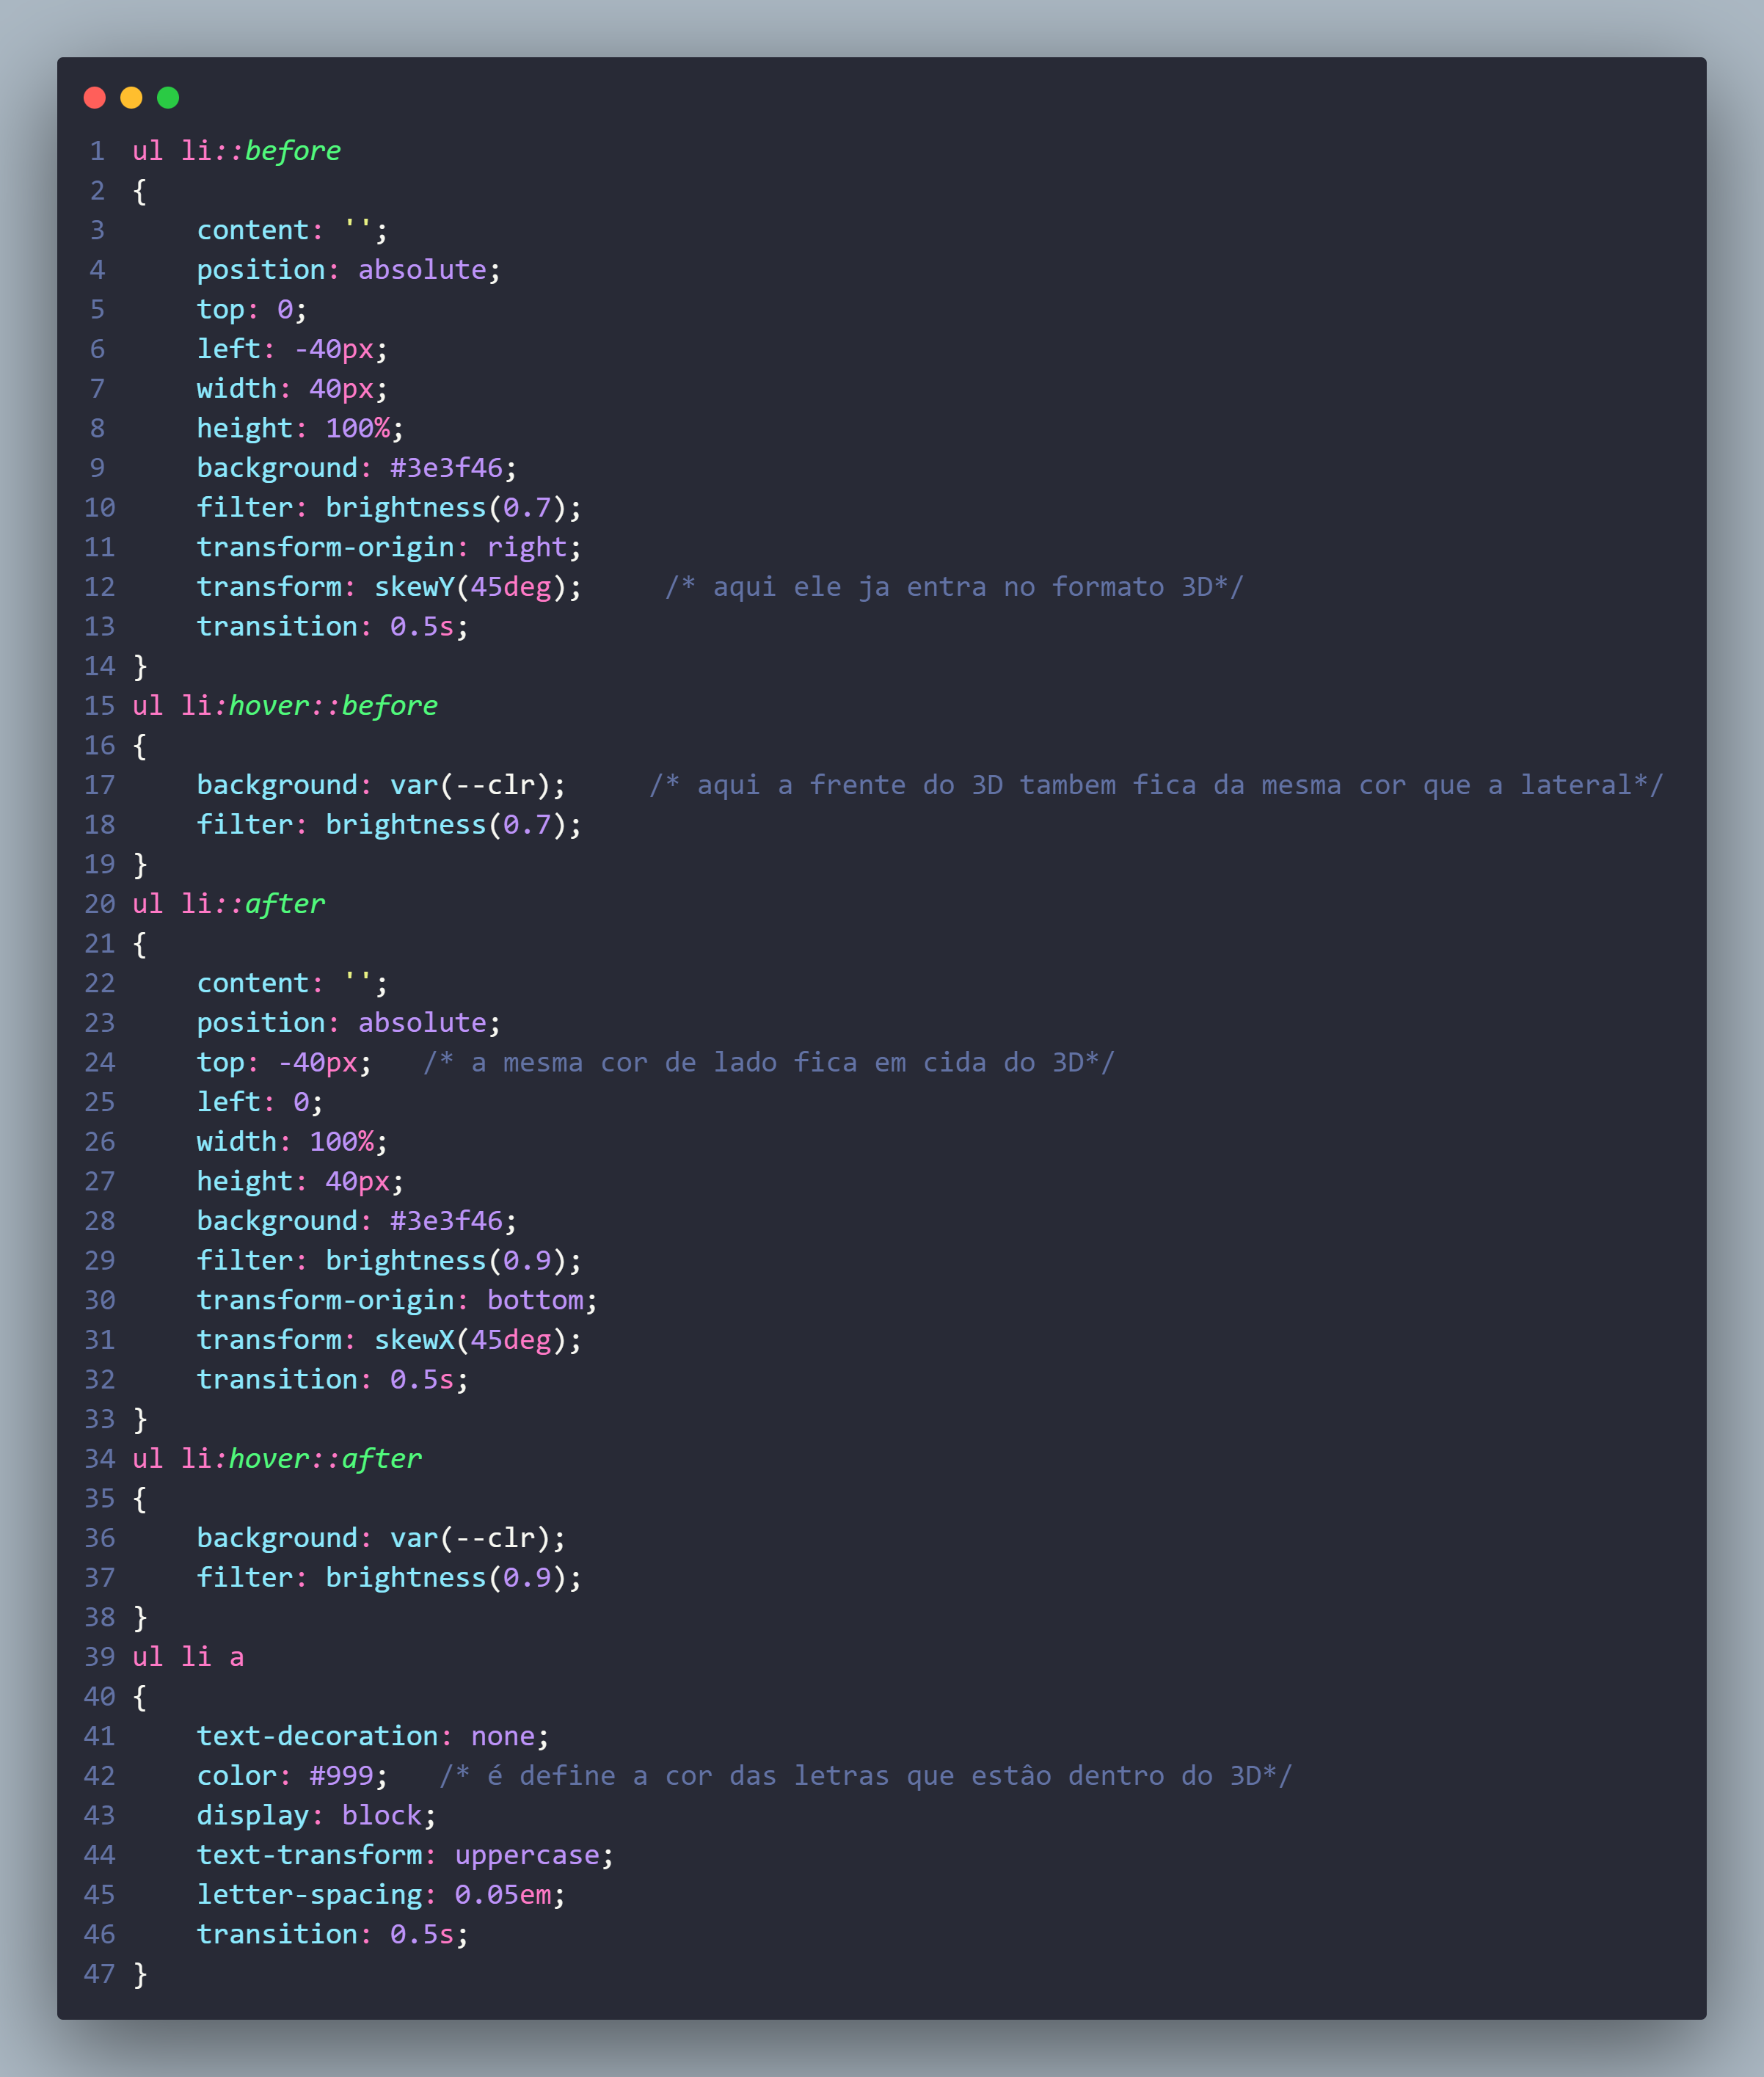 1 ul li::before
2 {
3     content: '';
4     position: absolute;
5     top: 0;
6     left: -40px;
7     width: 40px;
8     height: 100%;
9     background: #3e3f46;
10     filter: brightness(0.7);
11     transform-origin: right;
12     transform: skewY(45deg);     /* aqui ele ja entra no formato 3D*/
13     transition: 0.5s;
14 }
15 ul li:hover::before
16 {
17     background: var(--clr);     /* aqui a frente do 3D tambem fica da mesma cor que a lateral*/
18     filter: brightness(0.7);
19 }
20 ul li::after
21 {
22     content: '';
23     position: absolute;
24     top: -40px;   /* a mesma cor de lado fica em cida do 3D*/
25     left: 0;
26     width: 100%;
27     height: 40px;
28     background: #3e3f46;
29     filter: brightness(0.9);
30     transform-origin: bottom;
31     transform: skewX(45deg);
32     transition: 0.5s;
33 }
34 ul li:hover::after
35 {
36     background: var(--clr);
37     filter: brightness(0.9);
38 }
39 ul li a
40 {
41     text-decoration: none;
42     color: #999;   /* é define a cor das letras que estâo dentro do 3D*/
43     display: block;
44     text-transform: uppercase;
45     letter-spacing: 0.05em;
46     transition: 0.5s;
47 }